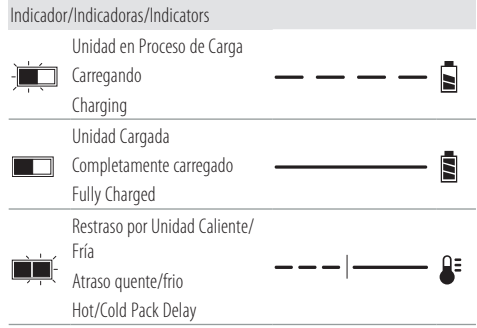 Indicador/Indicadoras/Indicators
Unidad en Proceso de Carga
Carregando
Charging
Unidad Cargada
Completamente carregado
Fully Charged
Restraso por Unidad Caliente/
Fría
Atraso quente/frio
Hot/Cold Pack Delay